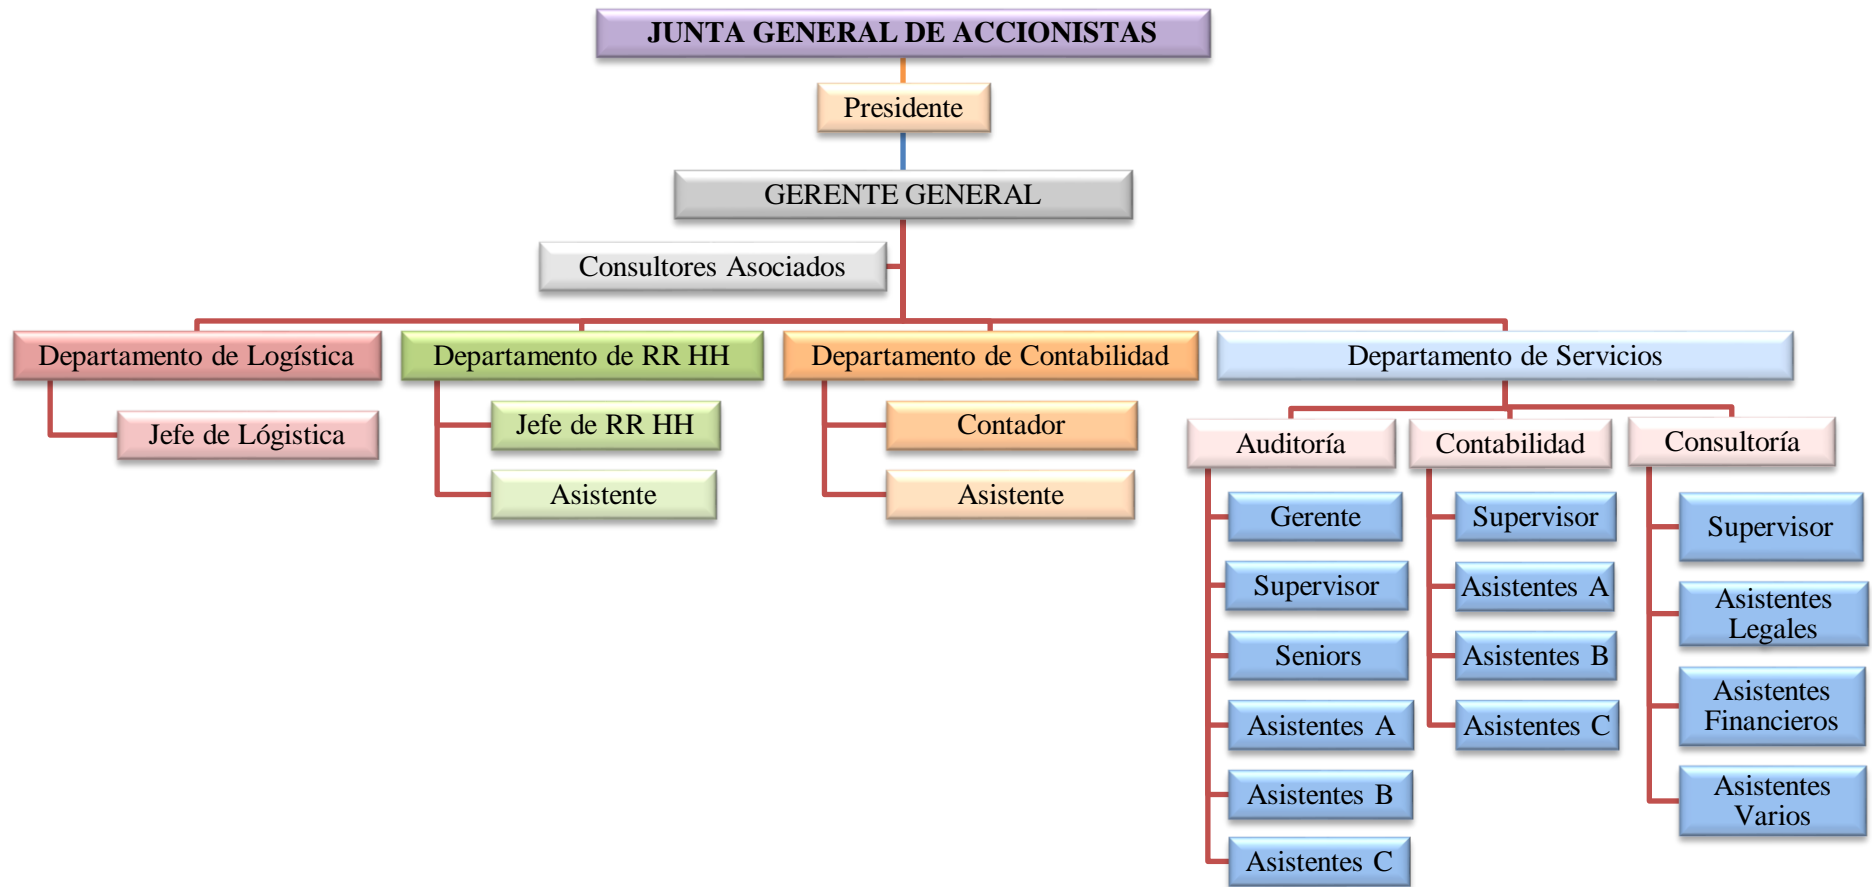 JUNTA GENERAL DE ACCIONISTAS
Presidente
GERENTE GENERAL
Consultores Asociados
Departamento de Logística
Jefe de Lógistica
Departamento de RR HH
Jefe de RR HH
Asistente
Departamento de Contabilidad
Contador
Asistente
Departamento de Servicios
Auditoría
Gerente
Supervisor
Seniors
Asistentes A
Asistentes B
Asistentes C
Contabilidad
Supervisor
Asistentes A
Asistentes B
Asistentes C
Consultoría
Supervisor
Asistentes
Legales
Asistentes
Financieros
Asistentes
Varios